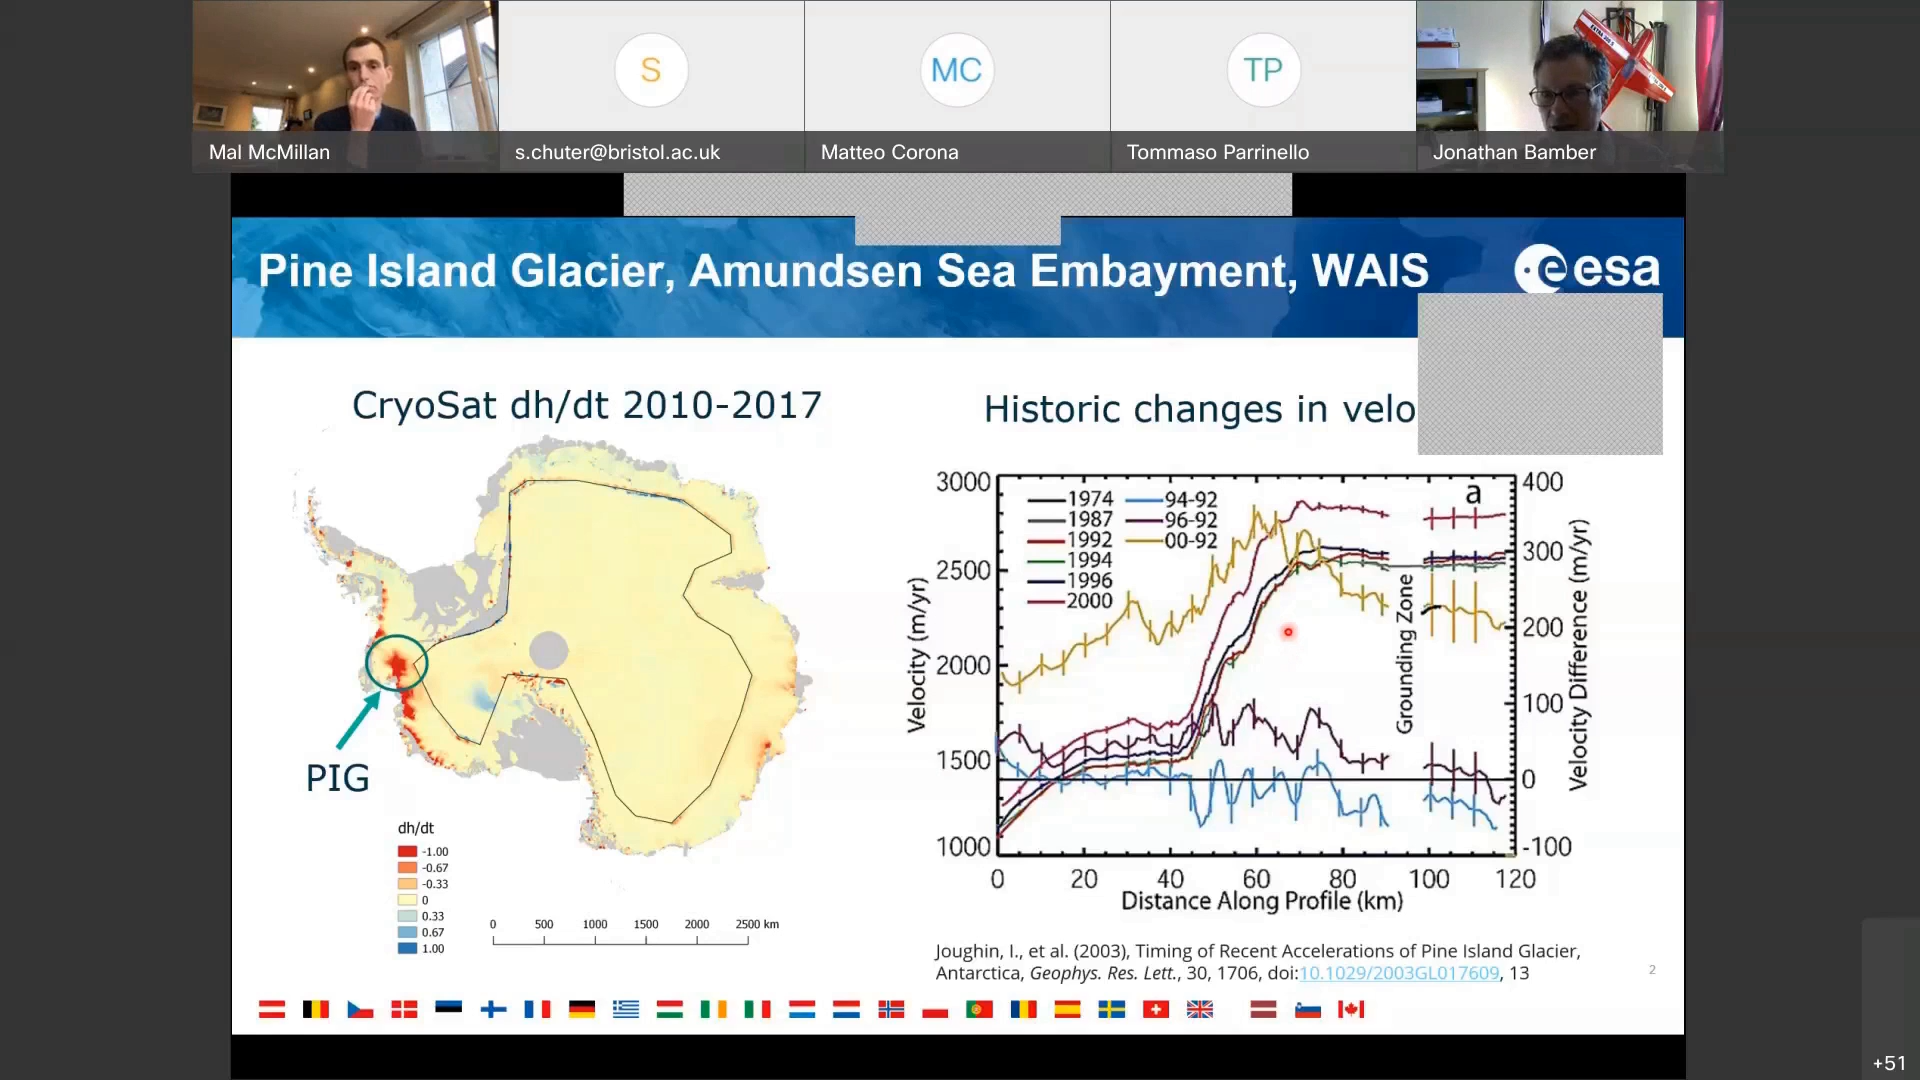 S
MC
TP
Mal McMillan
s.chuter@bristol.ac.uk
Matteo Corona
Tommaso Parrinello
Jonathan Bamber
Pine Island Glacier, Amundsen Sea Embayment, WAIS
esa
CryoSat dh/dt 2010-2017
PIG
dh/dt
-1.00
-0.67
-0.33
0
0.33
0.67
1.00
0 500 1000 1500 2000 2500 km
Historic changes in velo
a
1974 94-92
1987 96-92
1992 00-92
1994
1996
2000
Velocity (m/yr)
3000
2500
2000
1500
1000
Grounding Zone
400
300
200
100
0
-100
Velocity Difference (m/yr)
0 20 40 60 80 100 120
Distance Along Profile (km)
Joughin, I., et al. (2003), Timing of Recent Accelerations of Pine Island Glacier,
Antarctica, Geophys. Res. Lett., 30, 1706, doi:10.1029/2003GL017609, 13
2
+51